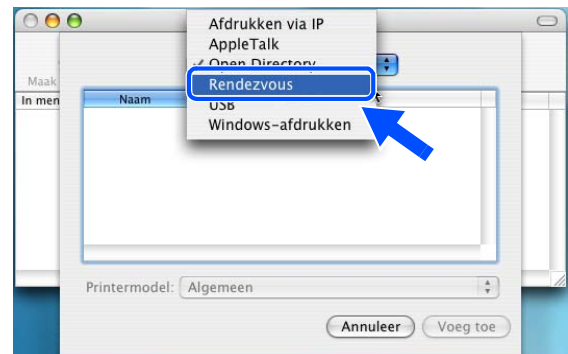 Afdrukken via IP
AppleTalk
✓ Open Directory
Rendezvous
USB
Windows-afdrukken
Maak
In men
Naam
Printermodel: Algemeen
Annuleer
Voeg toe